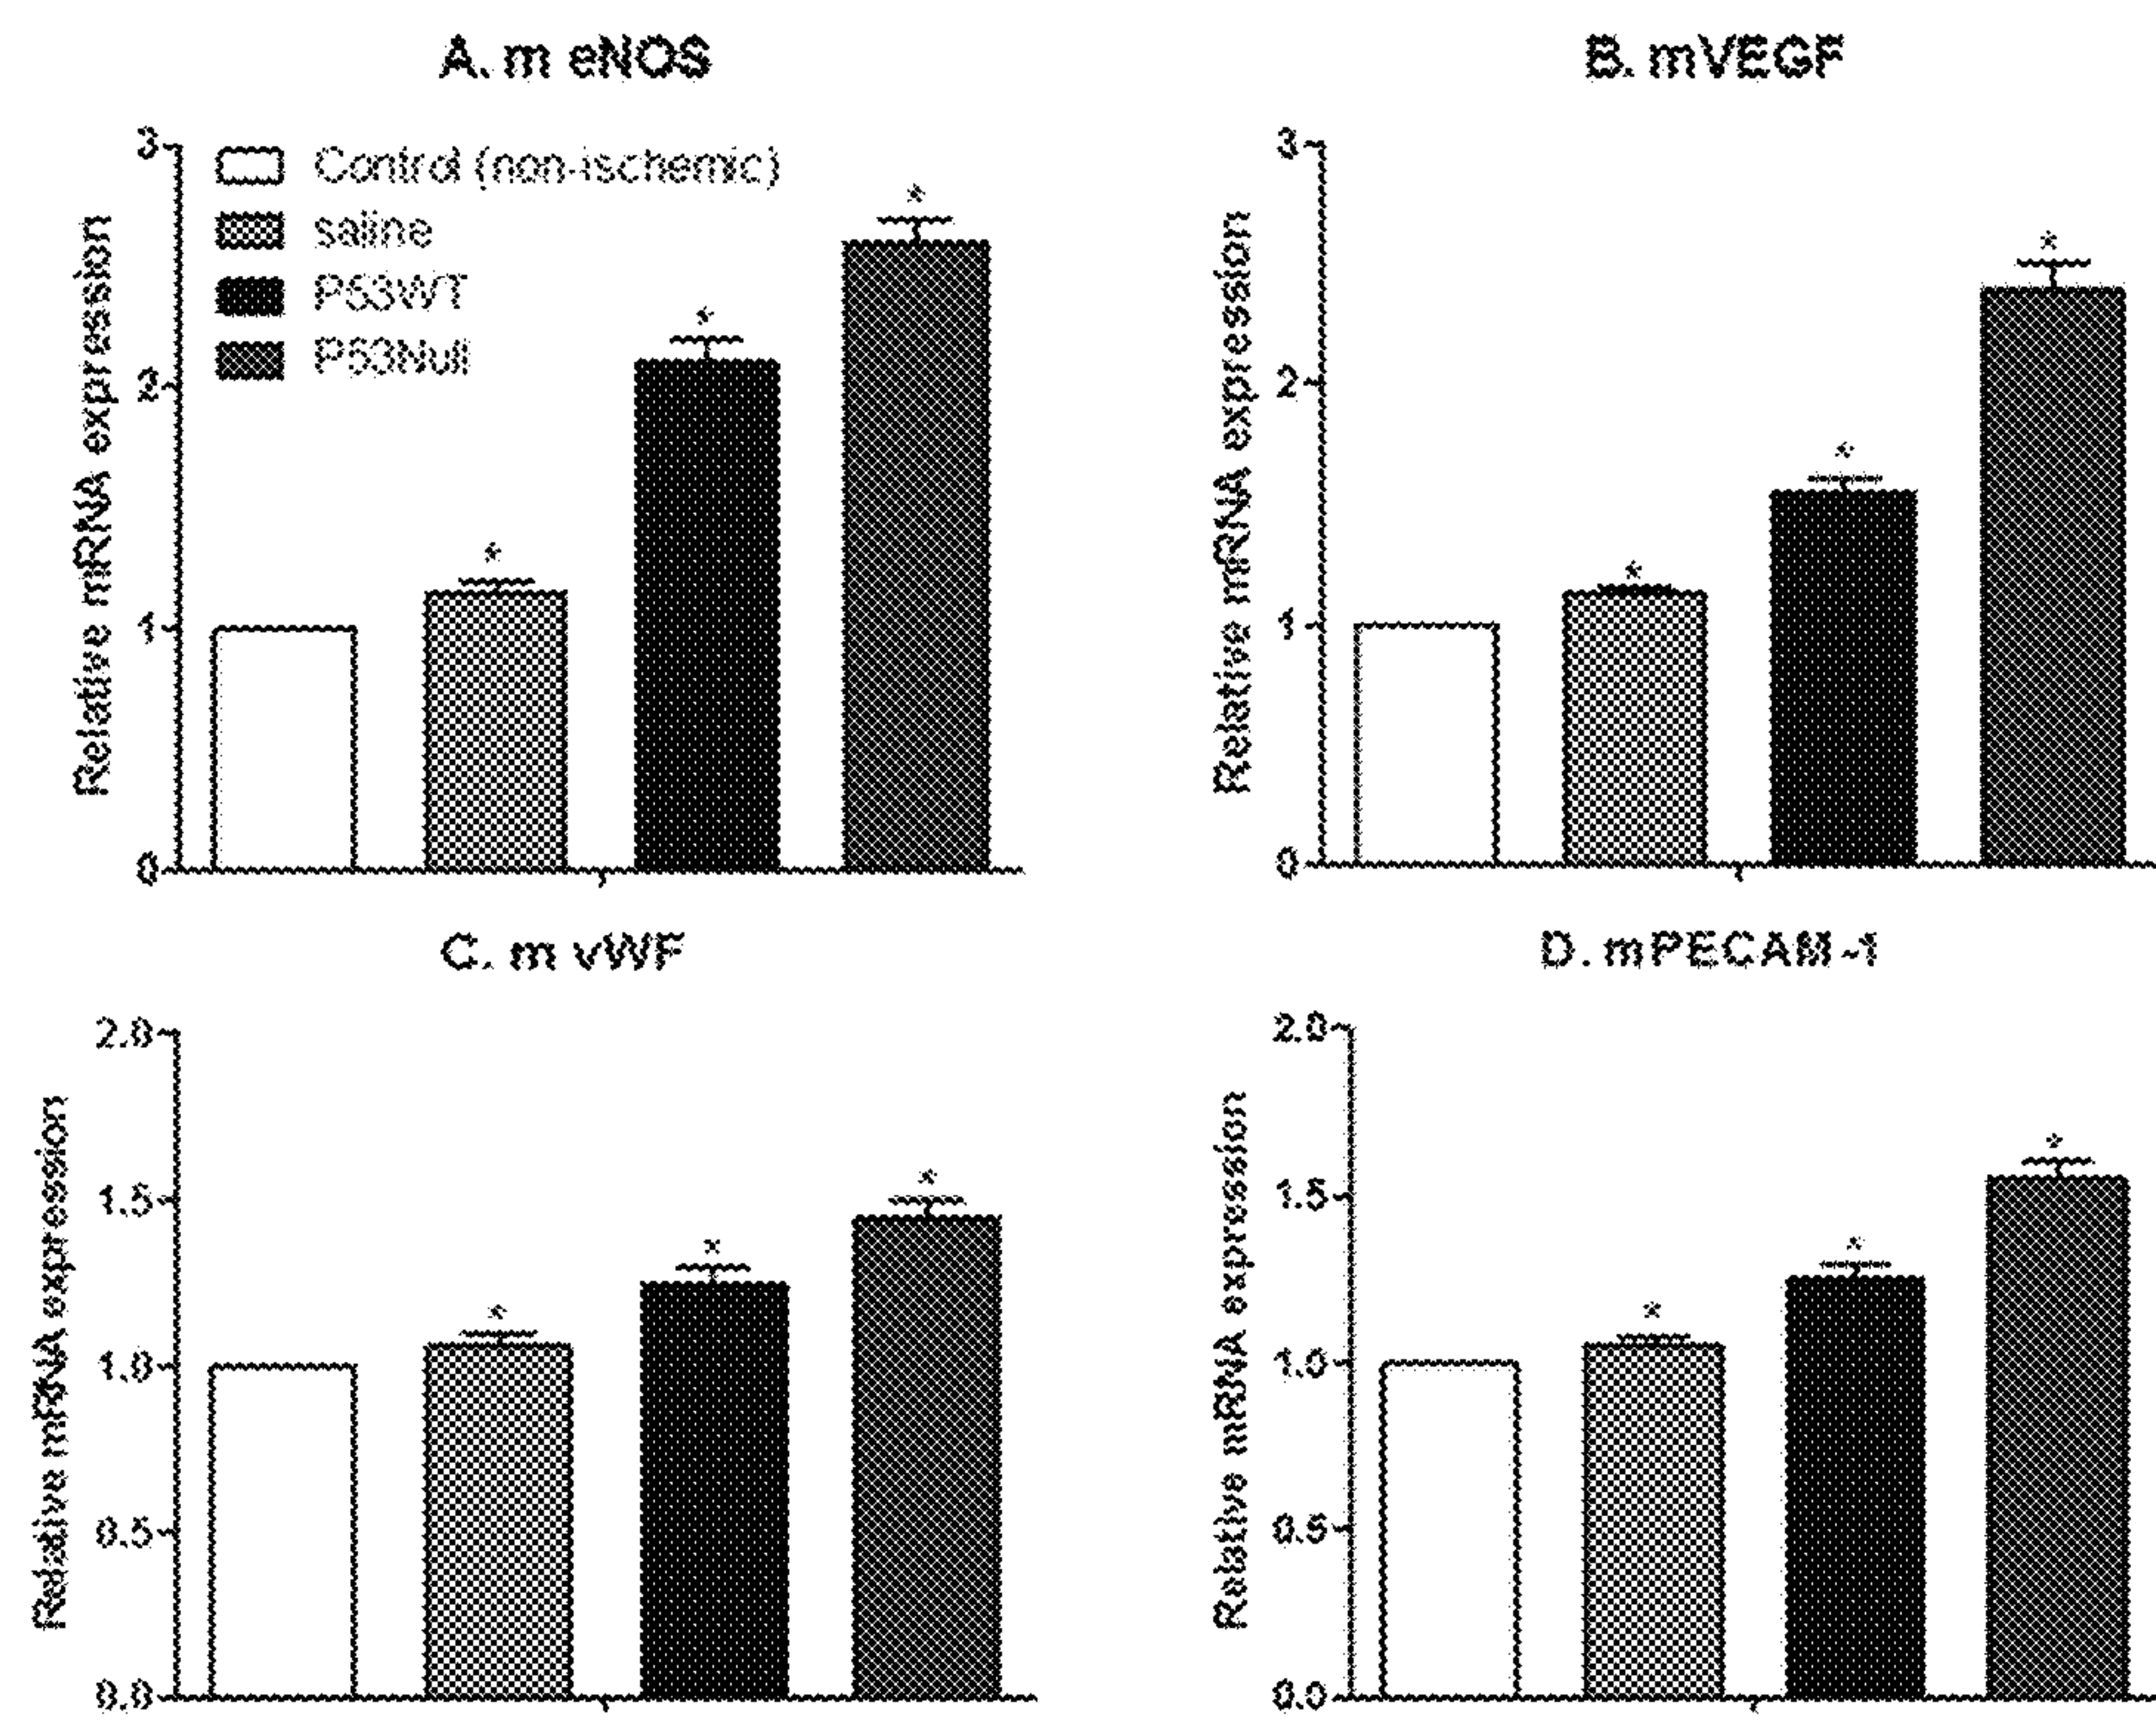 A. m eNOS
Relative mRNA expression
3
2
1
0
Control (non-ischemic)
saline
P53WT
P53Null
*
*
*
B. mVEGF
Relative mRNA expression
3
2
1
0
*
*
*
C. m vWF
Relative mRNA expression
2.0
1.5
1.0
0.5
0.0
*
*
*
D. mPECAM-1
Relative mRNA expression
2.0
1.5
1.0
0.5
0.0
*
*
*